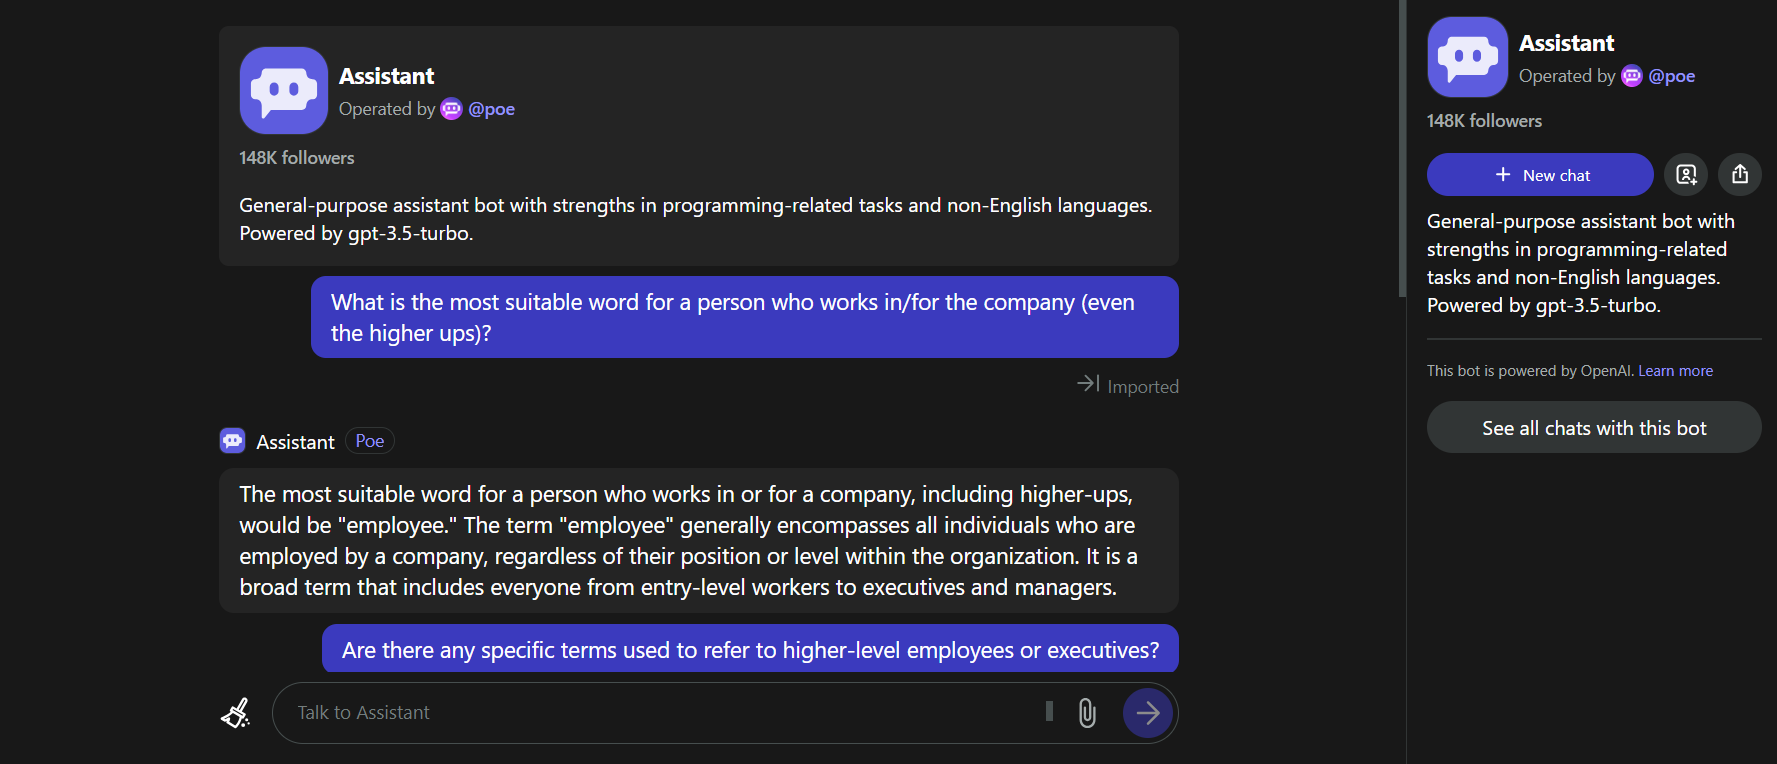 Assistant
Operated by @poe
148K followers
General-purpose assistant bot with strengths in programming-related tasks and non-English languages.
Powered by gpt-3.5-turbo.
What is the most suitable word for a person who works in/for the company (even
the higher ups)?
Imported
Assistant Poe
The most suitable word for a person who works in or for a company, including higher-ups,
would be "employee." The term "employee" generally encompasses all individuals who are
employed by a company, regardless of their position or level within the organization. It is a
broad term that includes everyone from entry-level workers to executives and managers.
Are there any specific terms used to refer to higher-level employees or executives?
Talk to Assistant
Assistant
Operated by @poe
148K followers
New chat
General-purpose assistant bot with
strengths in programming-related
tasks and non-English languages.
Powered by gpt-3.5-turbo.
This bot is powered by OpenAI. Learn more
See all chats with this bot